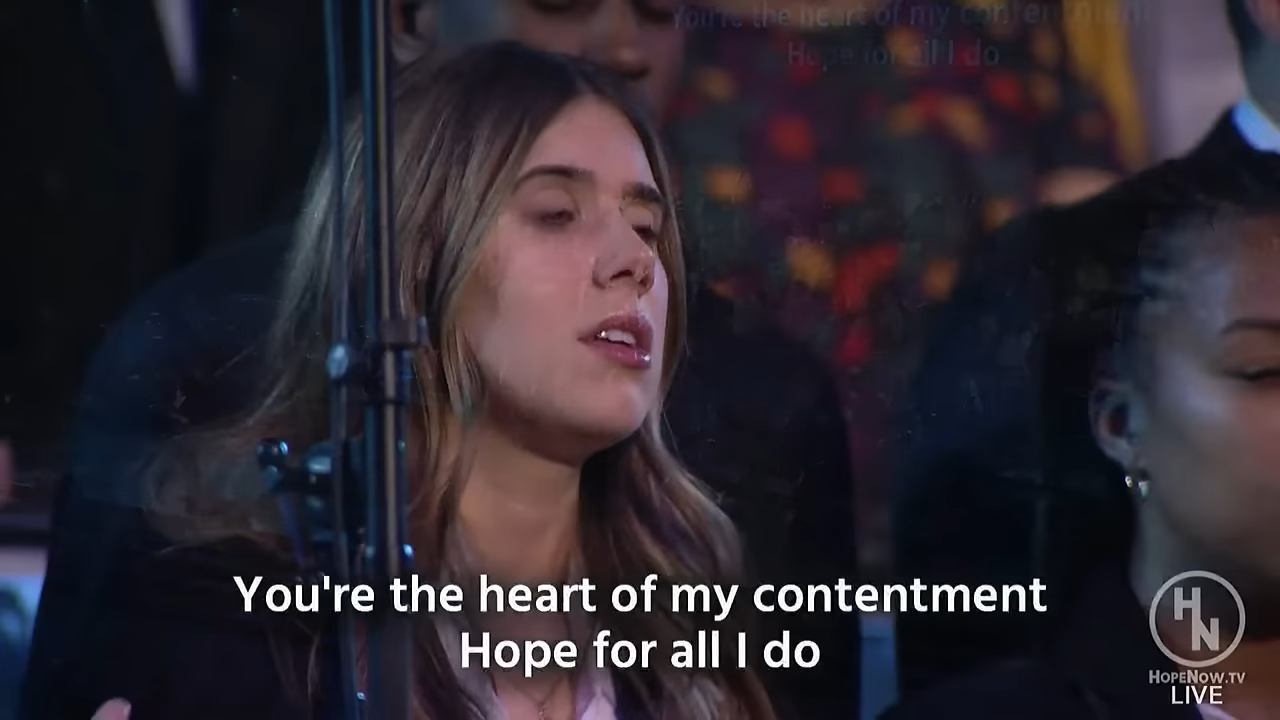 You're the heart of my contentment
Hope for all I do
You're the heart of my contentment
Hope for all I do
HN
HOPENOW.TV
LIVE